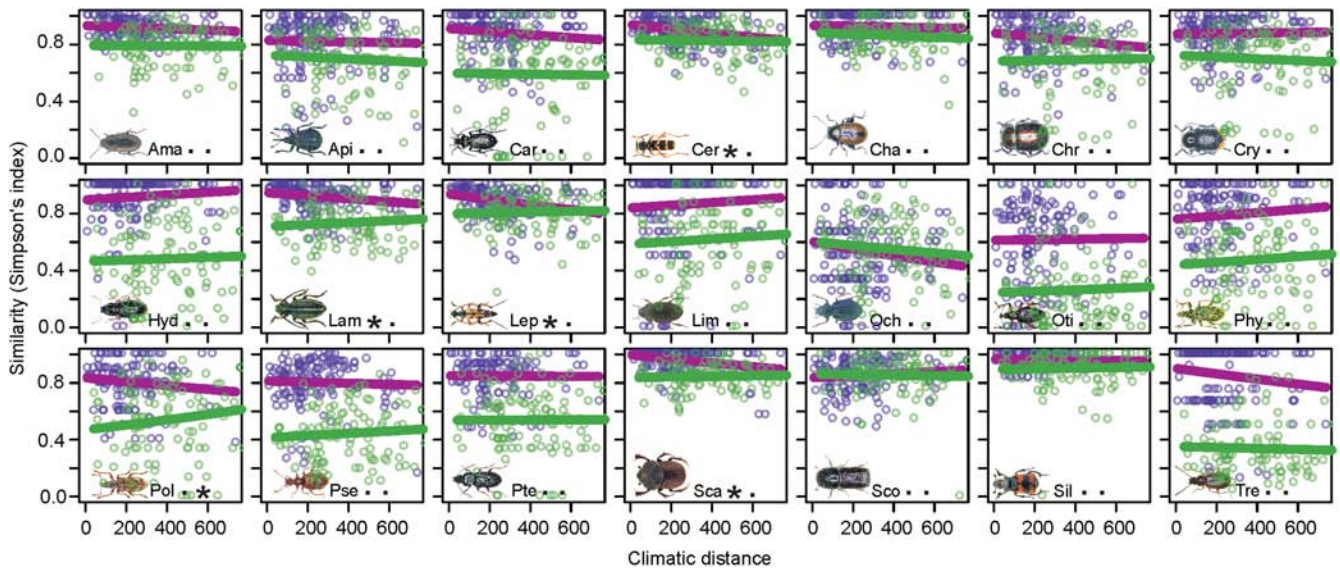 Similarity (Simpson's index)
0.8
0.4
0.0
Ama . .
Api . .
Car . .
Cer * .
Cha . .
Chr . .
Cry . .
0.8
0.4
0.0
Hyd . .
Lam * .
Lep * .
Lim . .
Och . .
Oti . .
Phy . .
0.8
0.4
0.0
Pol . *
Pse . .
Pte . .
Sca * .
Sco . .
Sil . .
Tre . .
0 200 400 600
0 200 400 600
0 200 400 600
0 200 400 600
0 200 400 600
0 200 400 600
0 200 400 600
Climatic distance